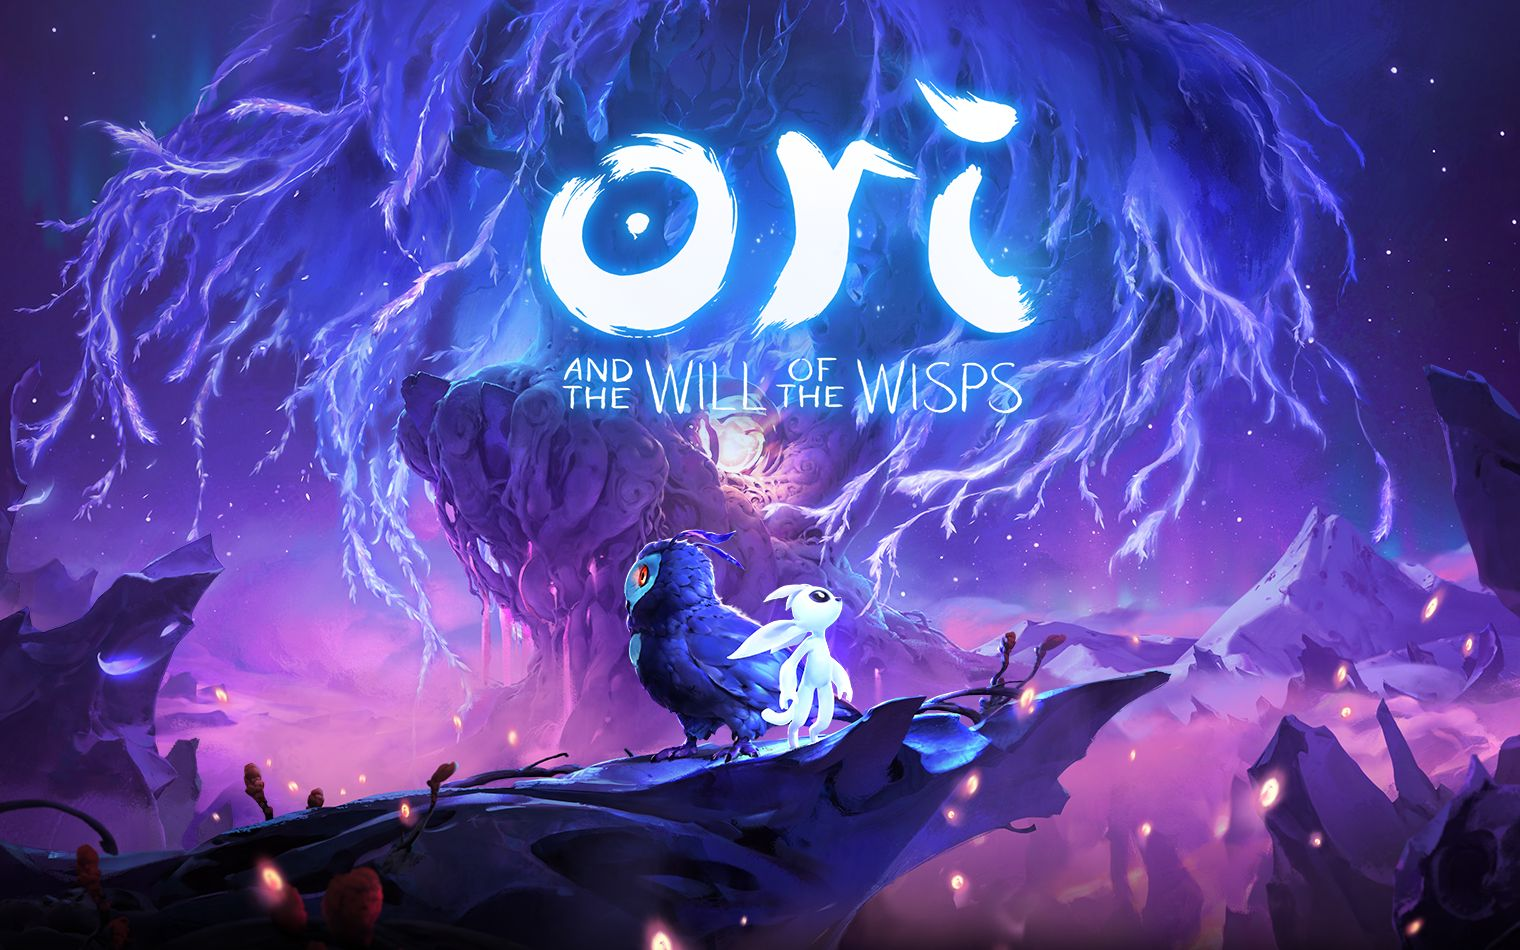 ori
AND THE WILL OF THE WISPS